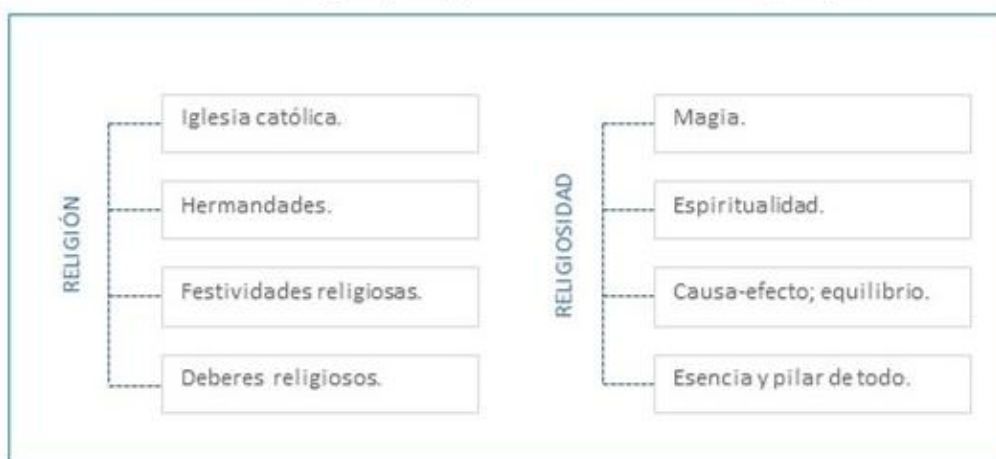 RELIGIÓN
Iglesia católica.
Hermandades.
Festividades religiosas.
Deberes religiosos.
RELIGIOSIDAD
Magia.
Espiritualidad.
Causa-efecto; equilibrio.
Esencia y pilar de todo.